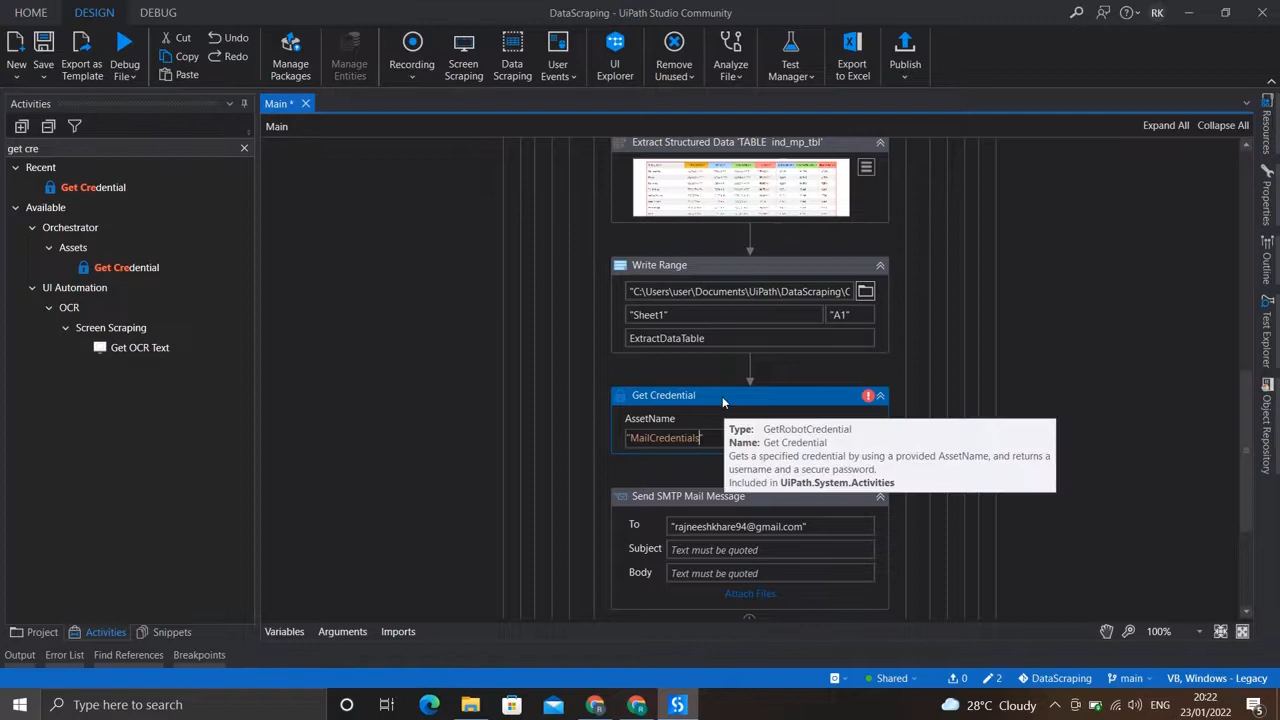 HOME
DESIGN
DEBUG
DataScraping - UiPath Studio Community
RK
New
Save
Export as Template
Debug File
Cut
Copy
Paste
Undo
Redo
Manage Packages
Manage Entities
Recording
Screen Scraping
Data Scraping
User Events
UI Explorer
Remove Unused
Analyze File
Test Manager
Export to Excel
Publish
Activities
get cre
Recent
Get Credential
Available
Orchestrator
Assets
Get Credential
UI Automation
OCR
Screen Scraping
Get OCR Text
Project
Activities
Snippets
Main *
Main
Expand All
Collapse All
Extract Structured Data 'TABLE ind_mp_tbl'
Write Range
"C:\Users\user\Documents\UiPath\DataScraping\C
"Sheet1"
"A1"
ExtractDataTable
Get Credential
AssetName
"MailCredentials"
Type: GetRobotCredential
Name: Get Credential
Gets a specified credential by using a provided AssetName, and returns a
username and a secure password.
Included in UiPath.System.Activities
Send SMTP Mail Message
To
"rajneeshkhare94@gmail.com"
Subject
Text must be quoted
Body
Text must be quoted
Attach Files
Variables
Arguments
Imports
100%
Resources
Properties
Outline
Test Explorer
Object Repository
Output
Error List
Find References
Breakpoints
Shared
0
2
DataScraping
main
VB, Windows - Legacy
Type here to search
28°C Cloudy
20:22
23/01/2022
5